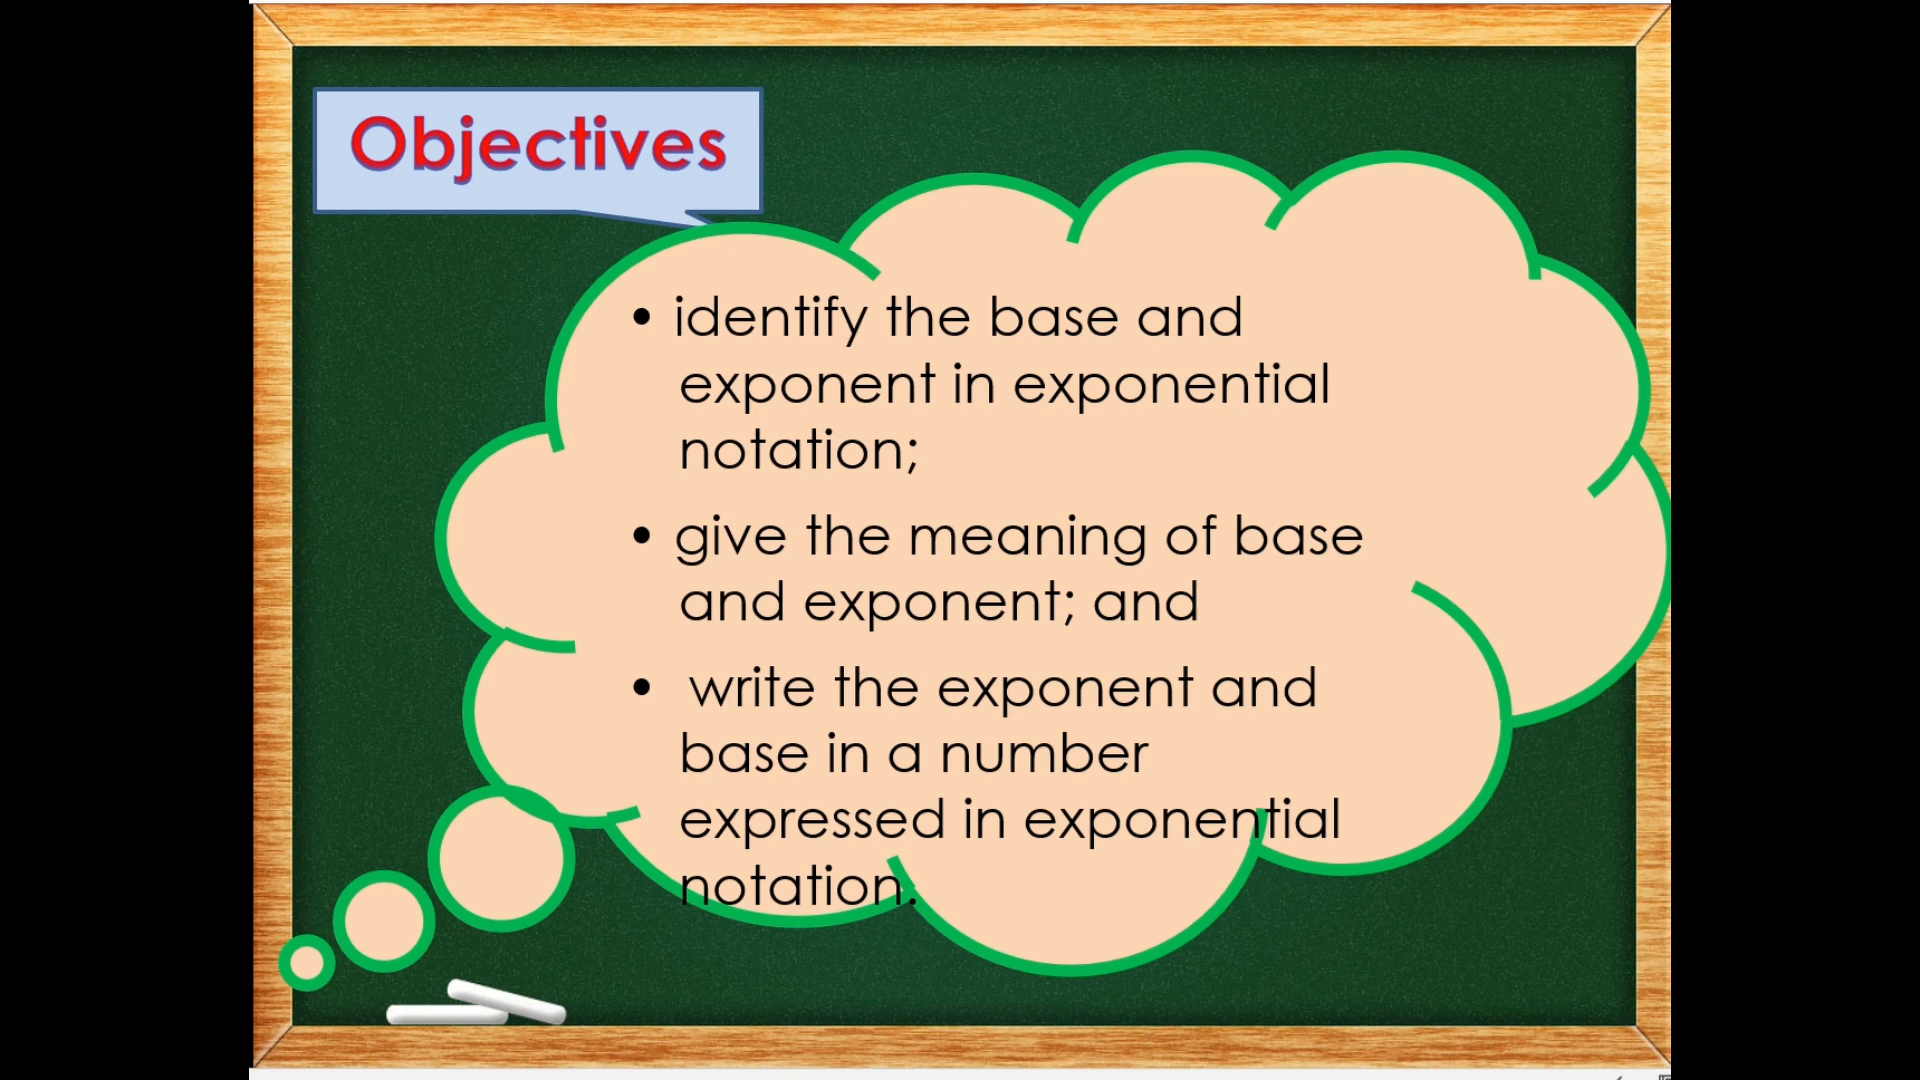 Objectives
• identify the base and
exponent in exponential
notation;
• give the meaning of base
and exponent; and
• write the exponent and
base in a number
expressed in exponential
notation.